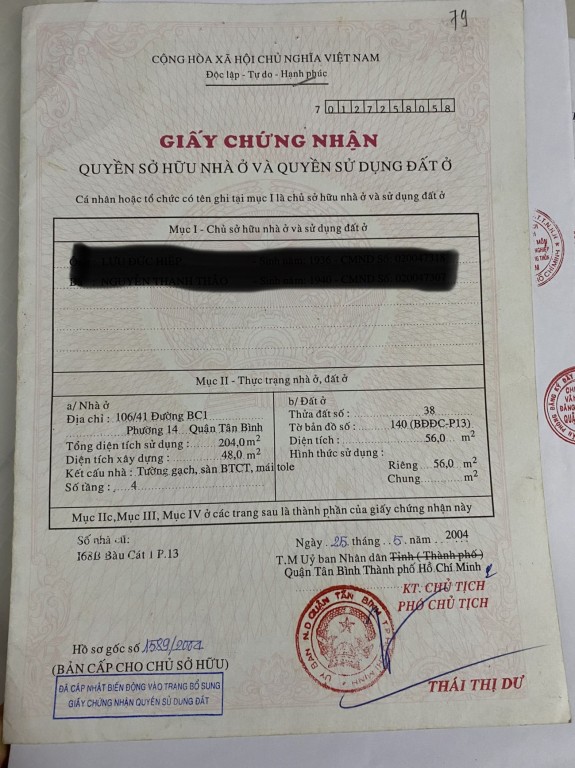 79
CỘNG HÒA XÃ HỘI CHỦ NGHĨA VIỆT NAM
Độc lập - Tự do - Hạnh phúc
7 0 1 2 7 2 5 8 0 5 8
GIẤY CHỨNG NHẬN
QUYỀN SỞ HỮU NHÀ Ở VÀ QUYỀN SỬ DỤNG ĐẤT Ở
Cá nhân hoặc tổ chức có tên ghi tại mục I là chủ sở hữu nhà ở và sử dụng đất ở
Mục I - Chủ sở hữu nhà ở và sử dụng đất ở
Mục II - Thực trạng nhà ở, đất ở
a/ Nhà ở
Địa chỉ : 106/41 Đường BC1
Phường 14 Quận Tân Bình
Tổng diện tích sử dụng : 204,0 m2
Diện tích xây dựng : 48,0 m2
Kết cấu nhà : Tường gạch, sàn BTCT, mái tole
Số tầng : 4
b/ Đất ở
Thửa đất số : 38
Tờ bản đồ số : 140 (BĐĐC-P13)
Diện tích : 56,0 m2
Hình thức sử dụng :
Riêng 56,0 m2
Chung m2
Mục IIc, Mục III, Mục IV ở các trang sau là thành phần của giấy chứng nhận này
Số nhà cũ:
168B Bàu Cát 1 P.13
Ngày 25 tháng 5 năm 2004
T.M Uỷ ban Nhân dân Tỉnh ( Thành phố )
Quận Tân Bình Thành phố Hồ Chí Minh
KT. CHỦ TỊCH
PHÓ CHỦ TỊCH
ỦY BAN N.D QUẬN TÂN BÌNH T.P
Hồ sơ gốc số 1589/2004
(BẢN CẤP CHO CHỦ SỞ HỮU)
THÁI THỊ DƯ
ĐÃ CẬP NHẬT BIẾN ĐỘNG VÀO TRANG BỔ SUNG
GIẤY CHỨNG NHẬN QUYỀN SỬ DỤNG ĐẤT